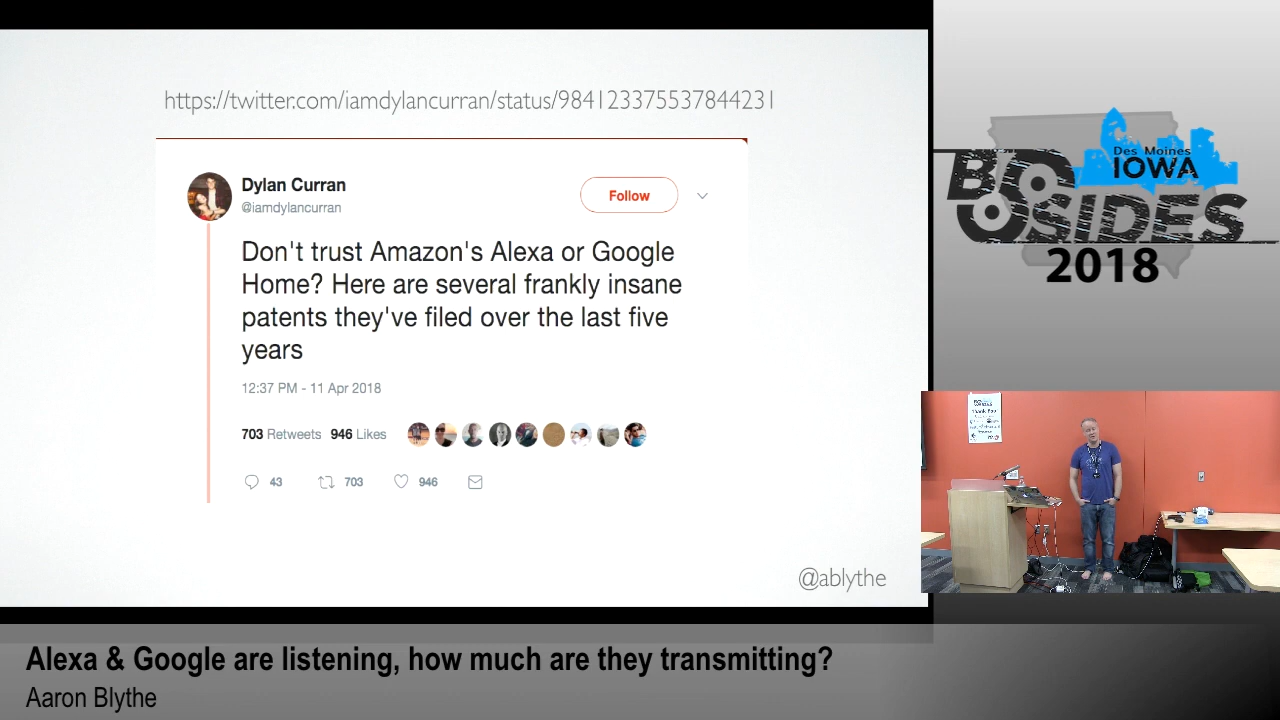 https://twitter.com/iamdylancurran/status/984123375537844231
Dylan Curran
@iamdylancurran
Follow
Don't trust Amazon's Alexa or Google
Home? Here are several frankly insane
patents they've filed over the last five
years
12:37 PM - 11 Apr 2018
703 Retweets 946 Likes
43 703 946
@ablythe
Des Moines
IOWA
BSIDES
2018
BSIDES
Thank You!
Alexa & Google are listening, how much are they transmitting?
Aaron Blythe